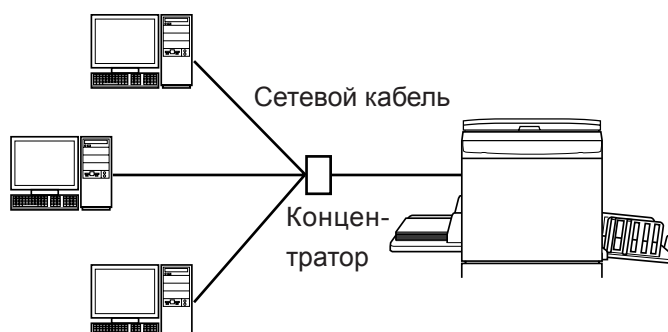 Сетевой кабель
Концен-
тратор